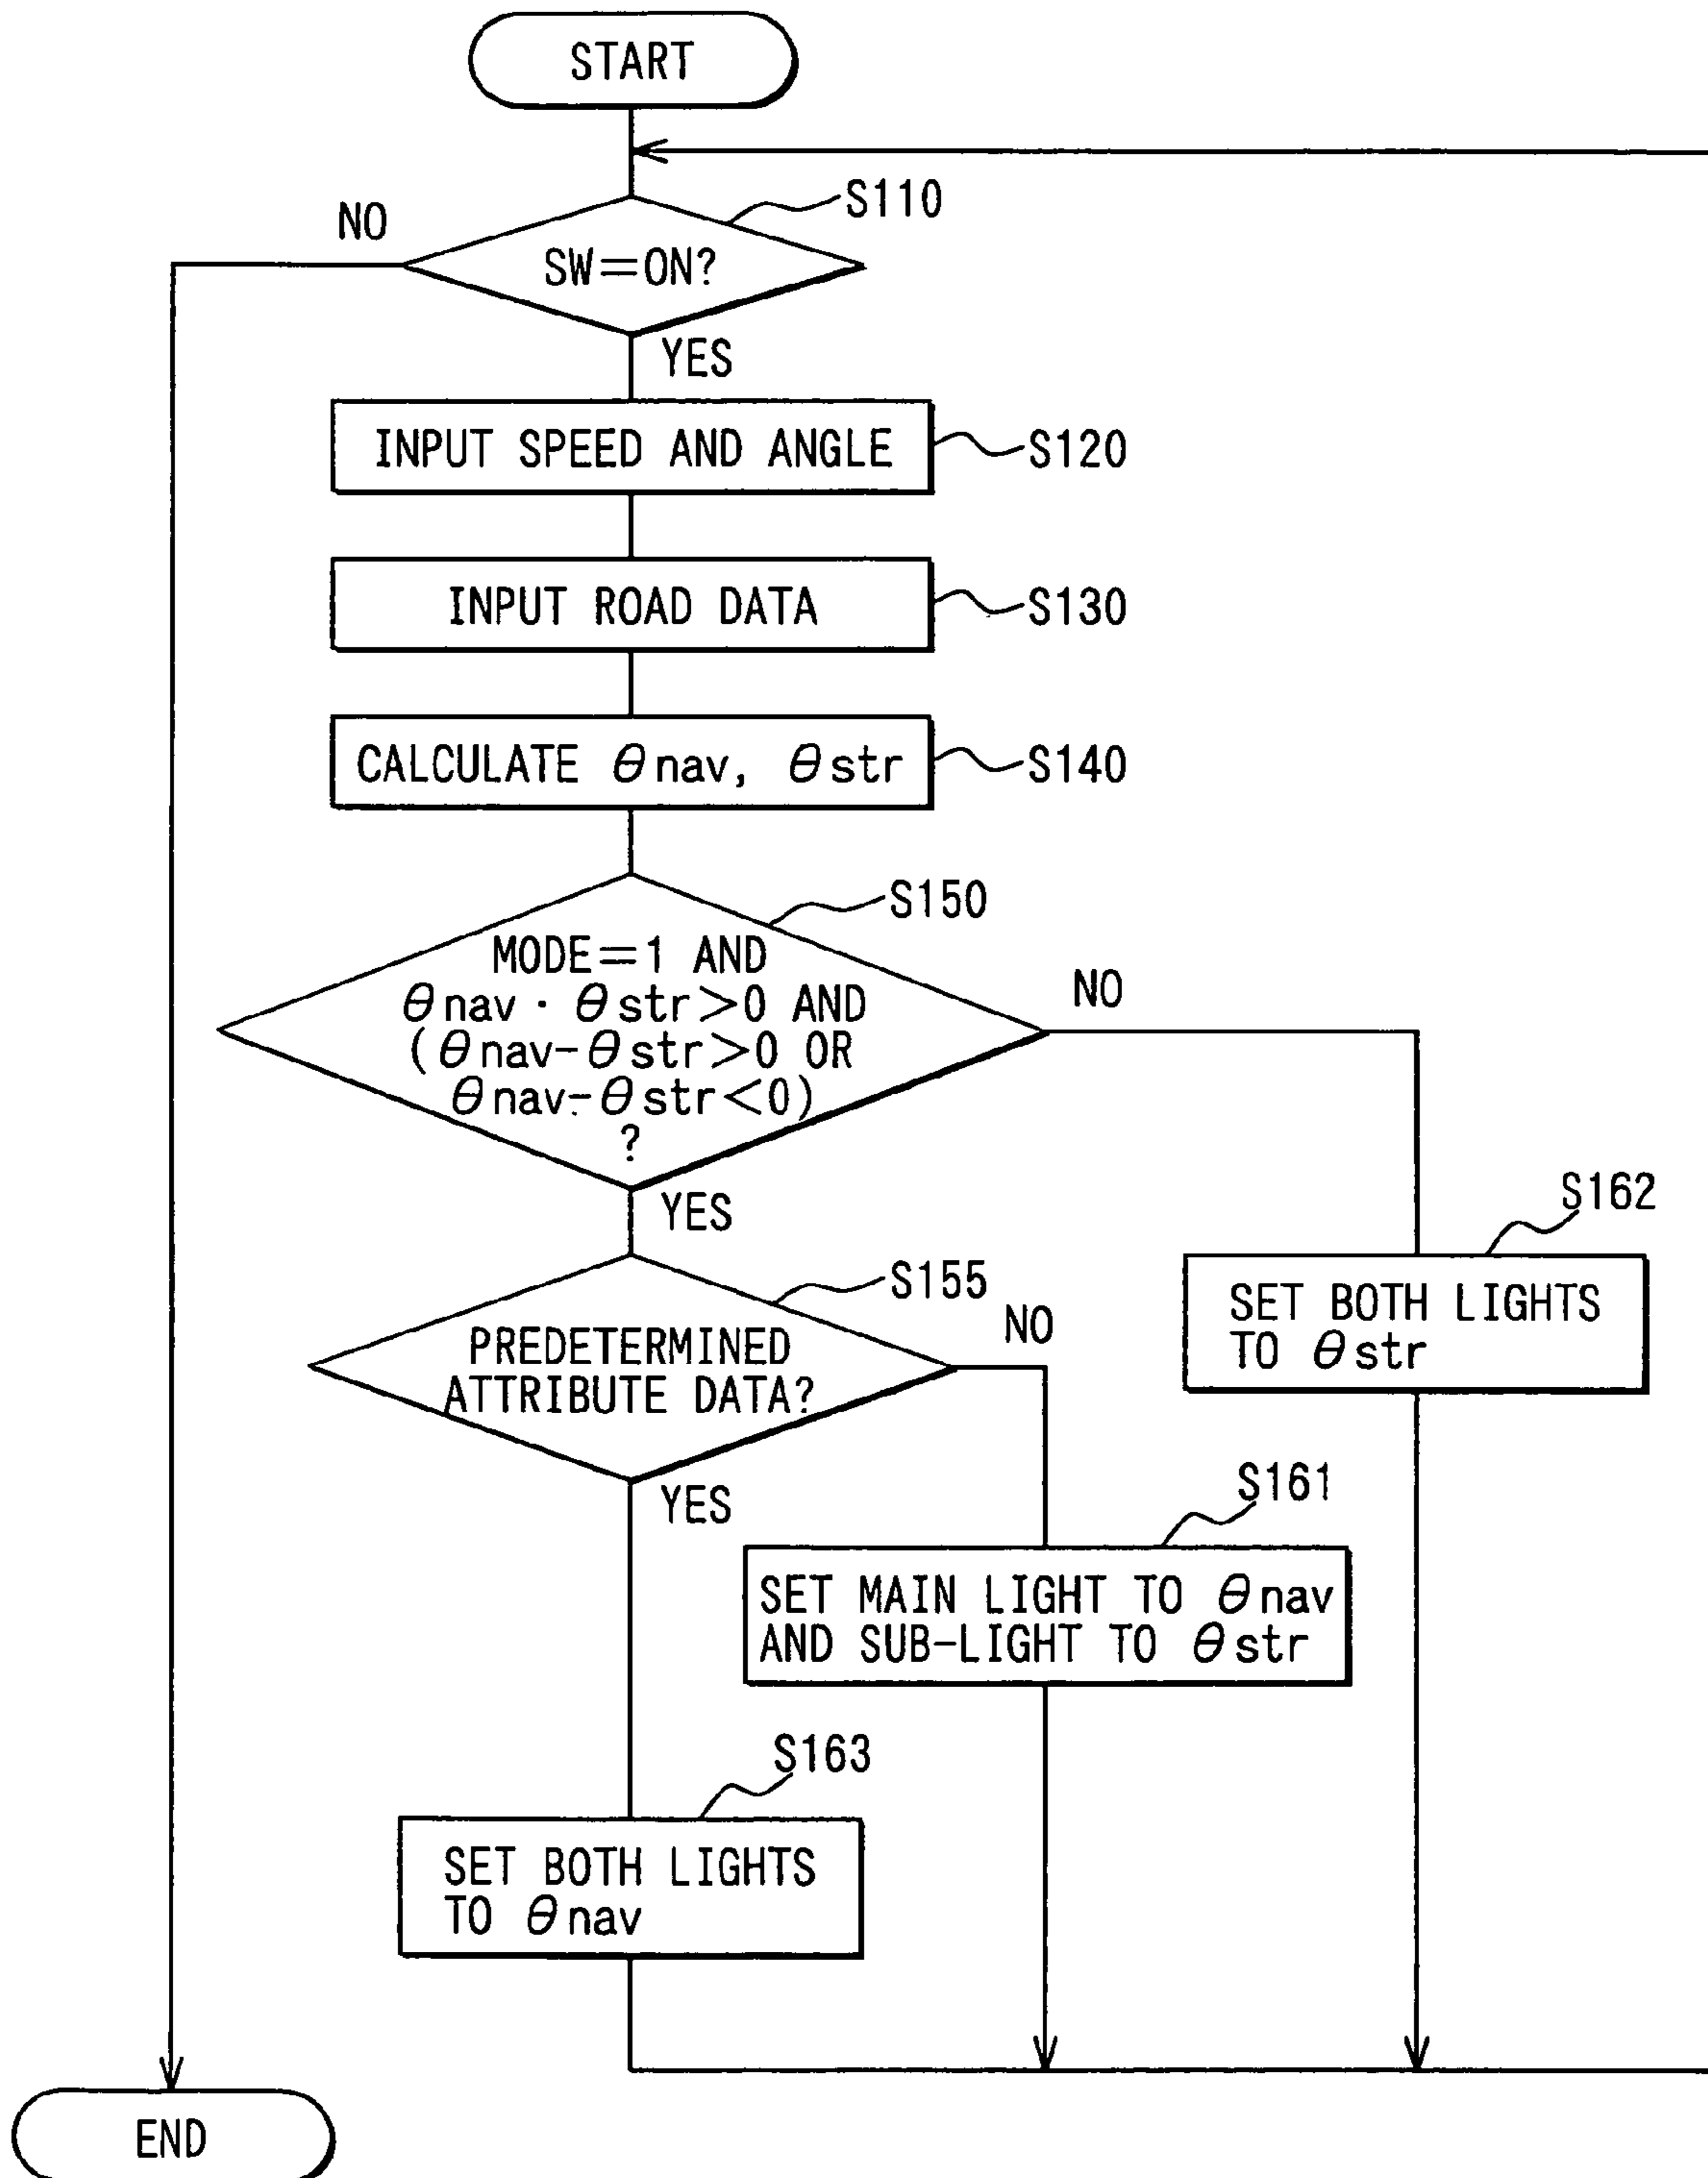 START
S110
NO
SW=ON?
YES
INPUT SPEED AND ANGLE
S120
INPUT ROAD DATA
S130
CALCULATE θnav, θstr
S140
S150
MODE=1 AND
θnav · θstr>0 AND
(θnav-θstr>0 OR
θnav-θstr<0)
?
NO
YES
S162
SET BOTH LIGHTS
TO θstr
S155
NO
PREDETERMINED
ATTRIBUTE DATA?
YES
S161
SET MAIN LIGHT TO θnav
AND SUB-LIGHT TO θstr
S163
SET BOTH LIGHTS
TO θnav
END